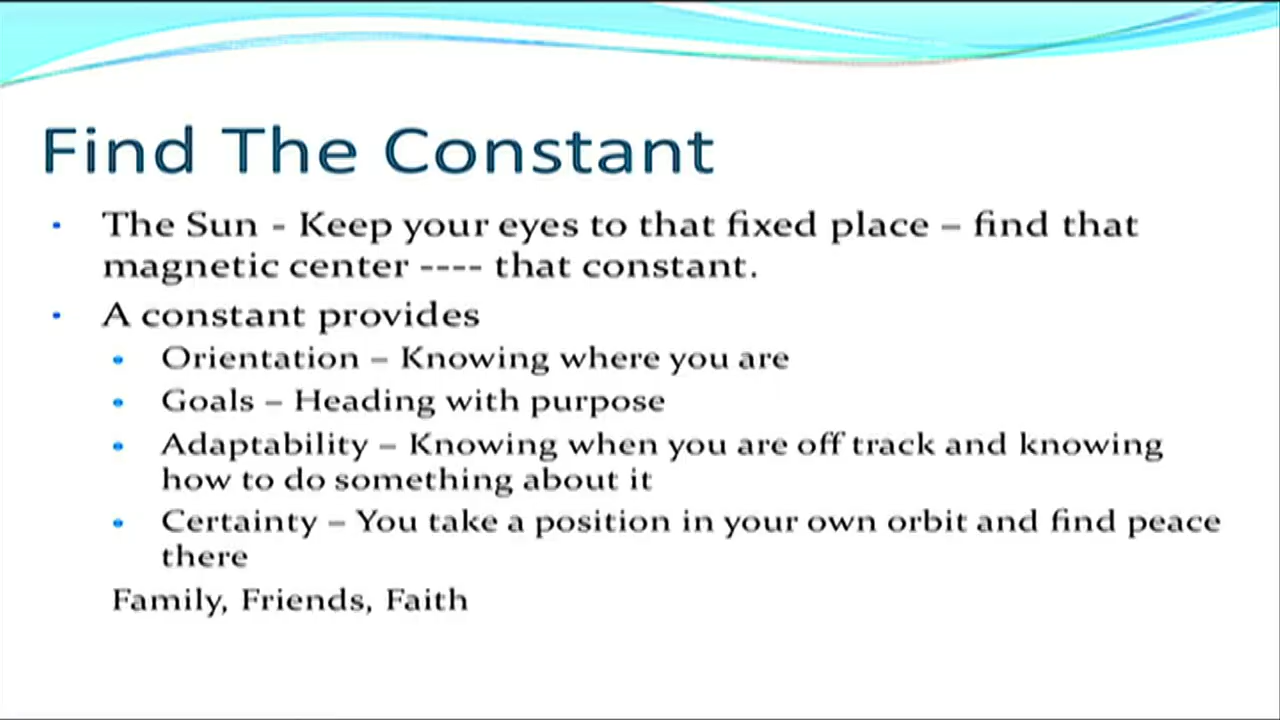 Find The Constant
• The Sun - Keep your eyes to that fixed place – find that
magnetic center ---- that constant.
• A constant provides
• Orientation – Knowing where you are
• Goals – Heading with purpose
• Adaptability – Knowing when you are off track and knowing
how to do something about it
• Certainty – You take a position in your own orbit and find peace
there
Family, Friends, Faith